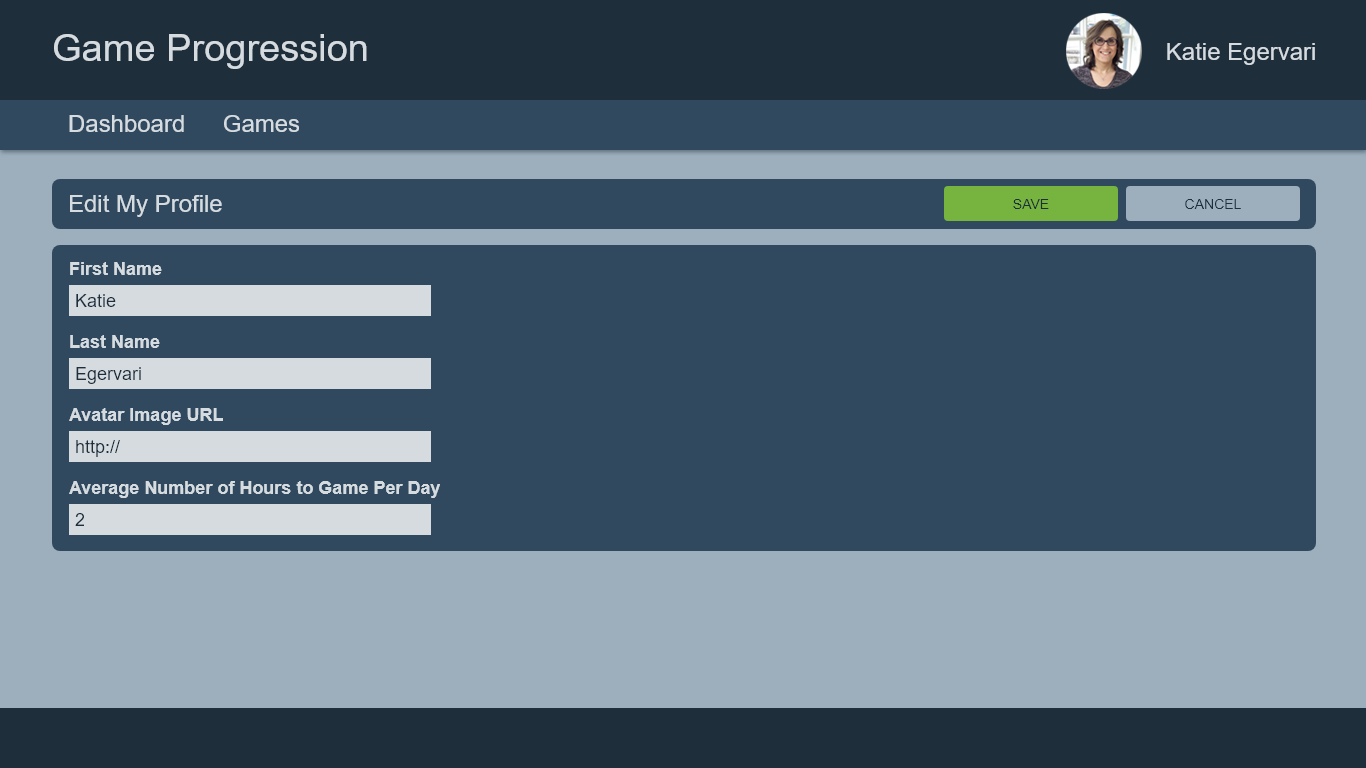 Game Progression
Katie Egervari
Dashboard
Games
Edit My Profile
SAVE
CANCEL
First Name
Katie
Last Name
Egervari
Avatar Image URL
http://
Average Number of Hours to Game Per Day
2